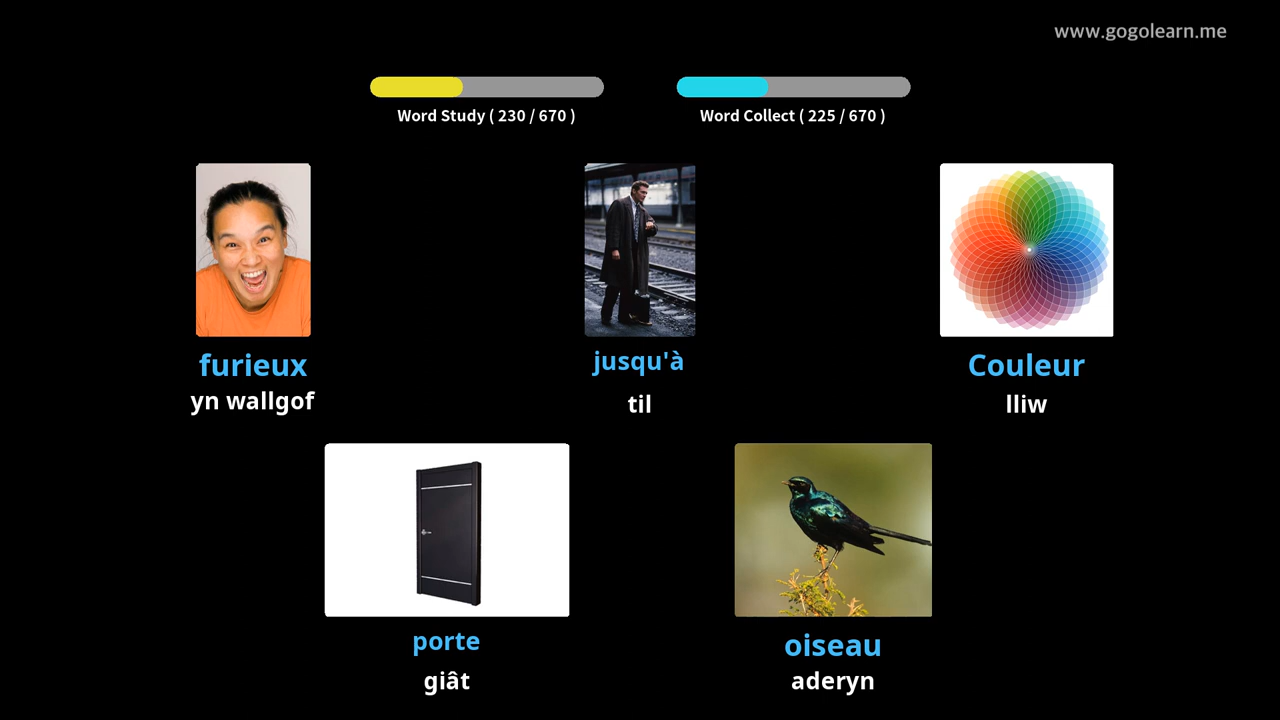 www.gogolearn.me
Word Study ( 230 / 670 )
Word Collect ( 225 / 670 )
furieux
yn wallgof
jusqu'à
til
Couleur
lliw
porte
giât
oiseau
aderyn